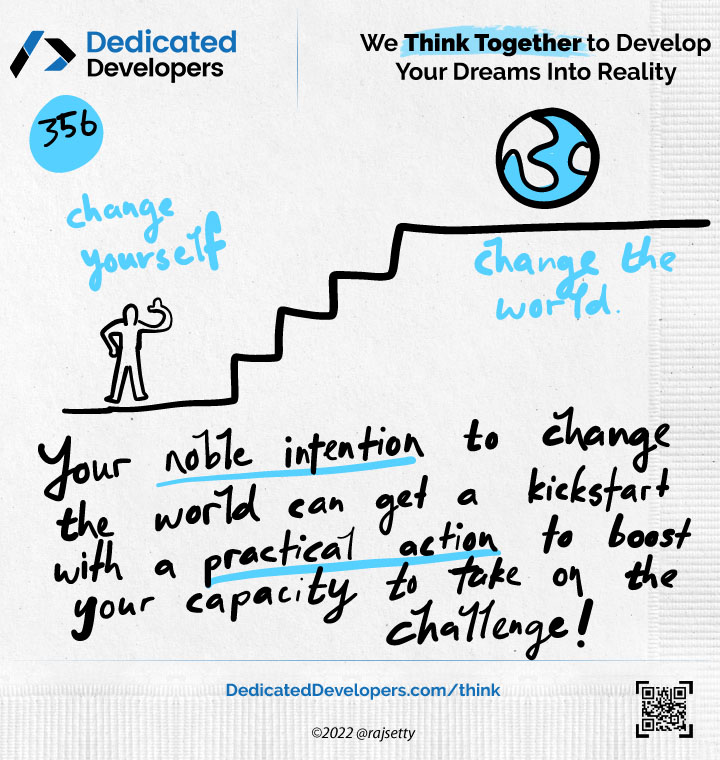 Dedicated
Developers
We Think Together to Develop
Your Dreams Into Reality
356
change
yourself
change the
world.
Your noble intention to change
the world can get a kickstart
with a practical action to boost
your capacity to take on the
challenge!
DedicatedDevelopers.com/think
©2022 @rajsetty